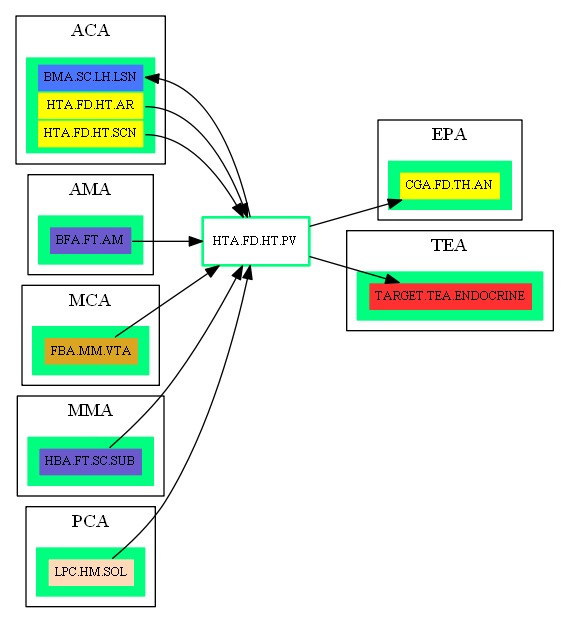 ACA
BMA.SC.LH.LSN
HTA.FD.HT.AR
HTA.FD.HT.SCN
AMA
BFA.FT.AM
MCA
FBA.MM.VTA
MMA
HBA.FT.SC.SUB
PCA
LPC.HM.SOL
HTA.FD.HT.PV
EPA
CGA.FD.TH.AN
TEA
TARGET.TEA.ENDOCRINE